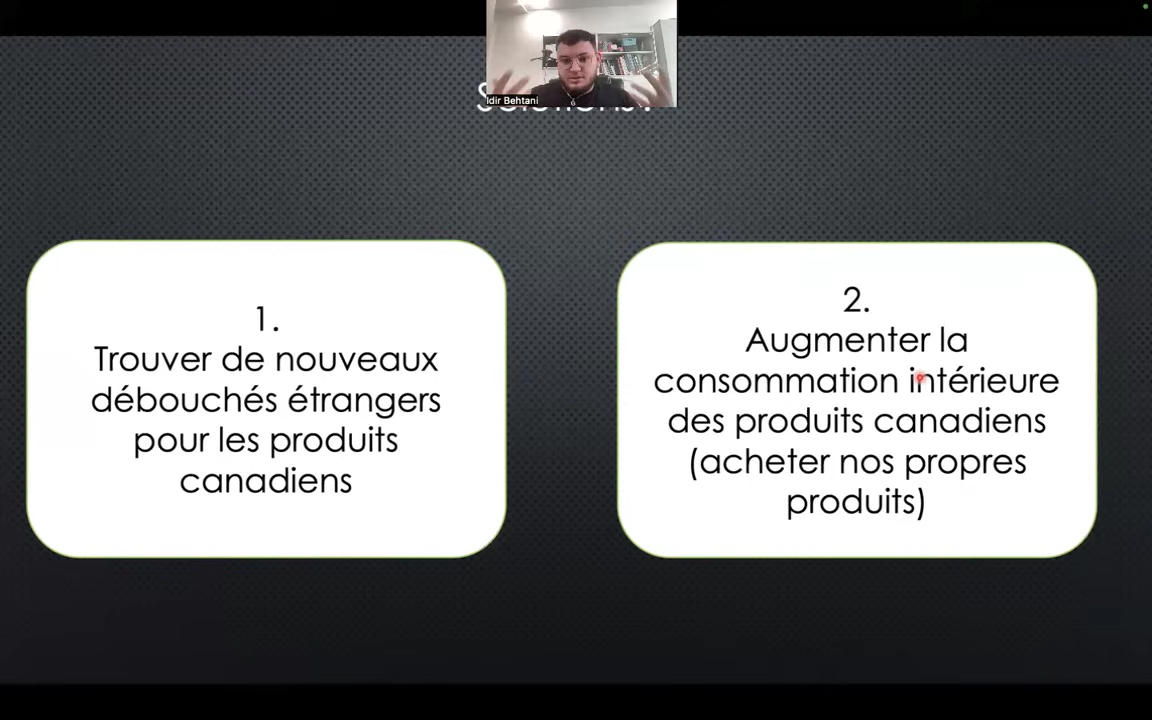 Idir Behtani
1.
Trouver de nouveaux
débouchés étrangers
pour les produits
canadiens
2.
Augmenter la
consommation intérieure
des produits canadiens
(acheter nos propres
produits)